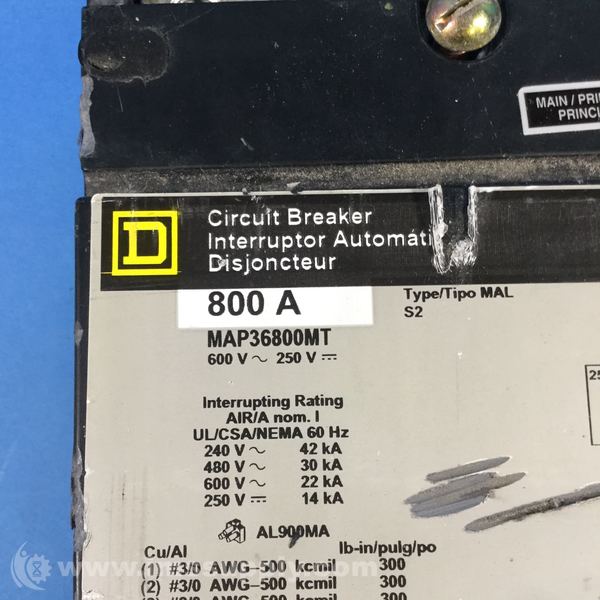 MAIN / PRI
PRINCI
D
Circuit Breaker
Interruptor Automáti
Disjoncteur
800 A
Type/Tipo MAL
S2
MAP36800MT
600 V ~ 250 V ⎓
25
Interrupting Rating
AIR/A nom. I
UL/CSA/NEMA 60 Hz
240 V ~ 42 kA
480 V ~ 30 kA
600 V ~ 22 kA
250 V ⎓ 14 kA
AL900MA
Cu/Al lb-in/pulg/po
(1) #3/0 AWG–500 kcmil 300
(2) #3/0 AWG–500 kcmil 300